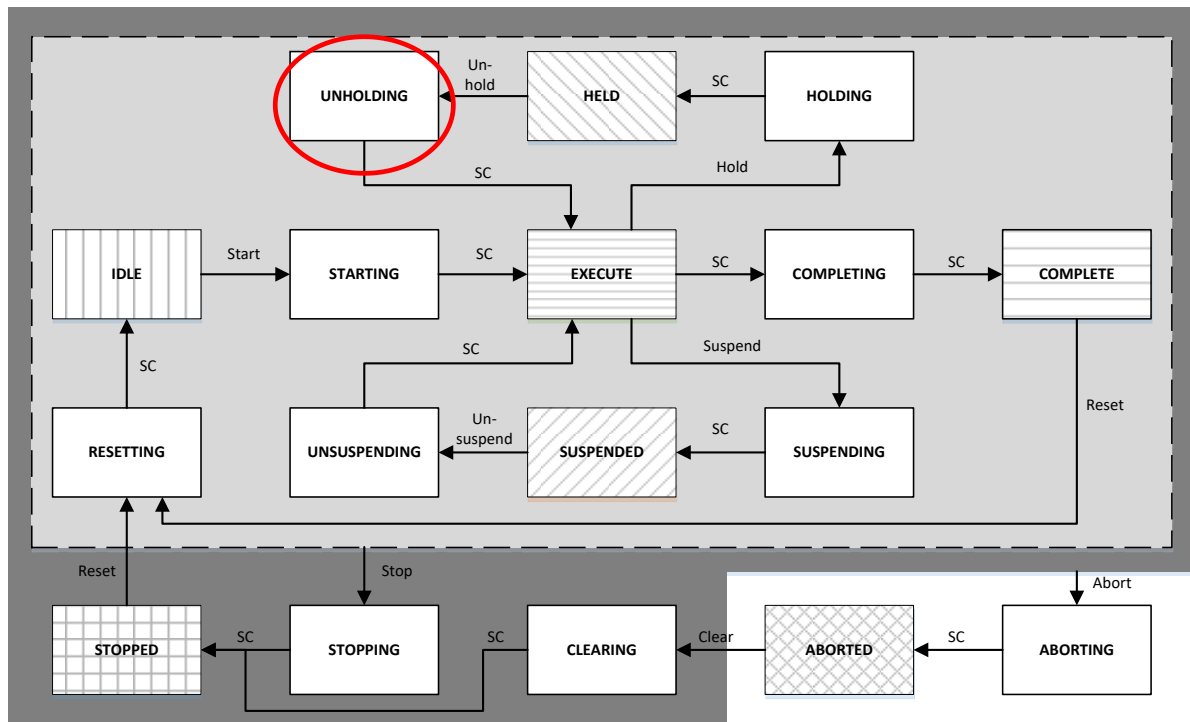 Un-
hold
SC
UNHOLDING
HELD
HOLDING
SC
Hold
Start
SC
SC
SC
IDLE
STARTING
EXECUTE
COMPLETING
COMPLETE
SC
SC
Suspend
Un-
suspend
SC
Reset
RESETTING
UNSUSPENDING
SUSPENDED
SUSPENDING
Reset
Stop
Abort
SC
SC
Clear
SC
STOPPED
STOPPING
CLEARING
ABORTED
ABORTING